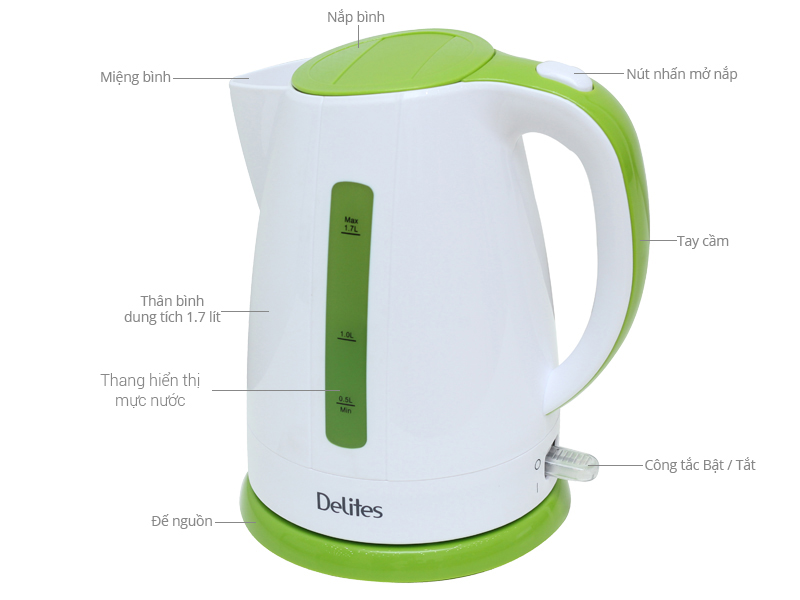 Nắp bình
Miệng bình
Nút nhấn mở nắp
Max
1.7L
Tay cầm
Thân bình
dung tích 1.7 lít
1.0L
Thang hiển thị
mực nước
0.5L
Min
Công tắc Bật / Tắt
Delites
Đế nguồn